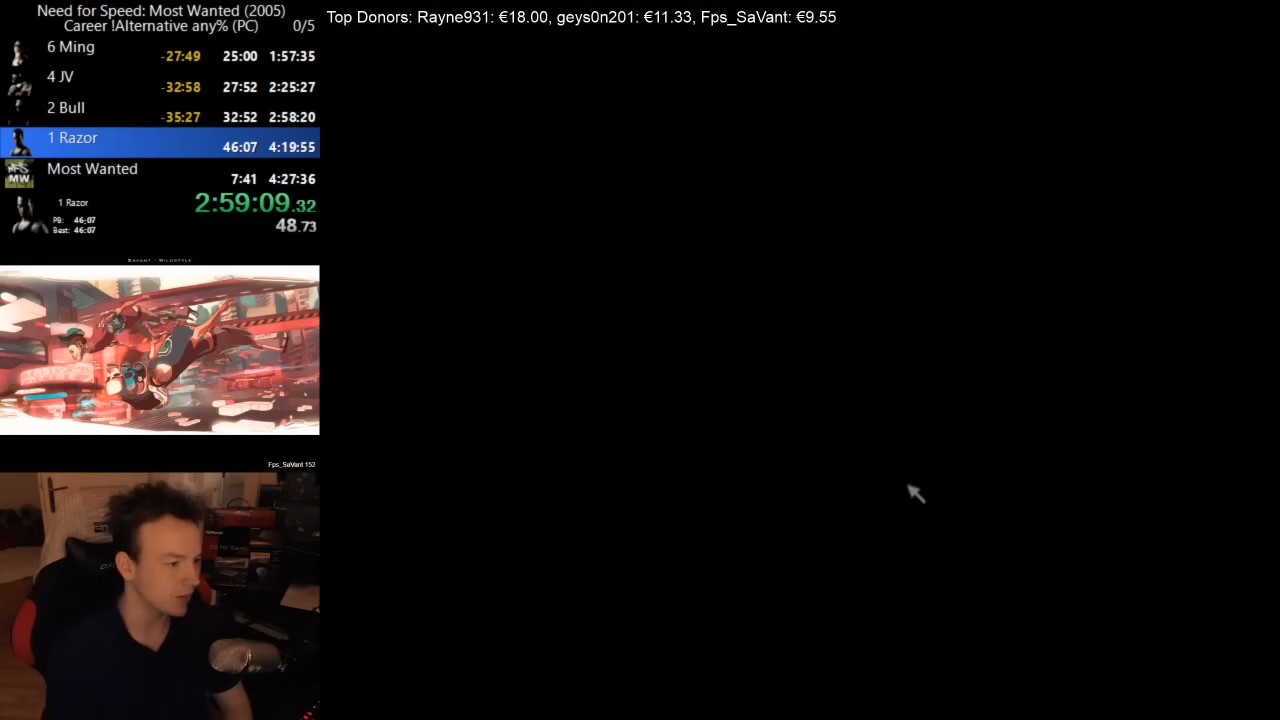 Need for Speed: Most Wanted (2005)
Career !Alternative any% (PC) 0/5
Top Donors: Rayne931: €18.00, geys0n201: €11.33, Fps_SaVant: €9.55
6 Ming -27:49 25:00 1:57:35
4 JV -32:58 27:52 2:25:27
2 Bull -35:27 32:52 2:58:20
1 Razor 46:07 4:19:55
Most Wanted 7:41 4:27:36
1 Razor 2:59:09.32
PB: 46:07 48.73
Best: 46:07
Savant - Wildstyle
Fps_SaVant 152